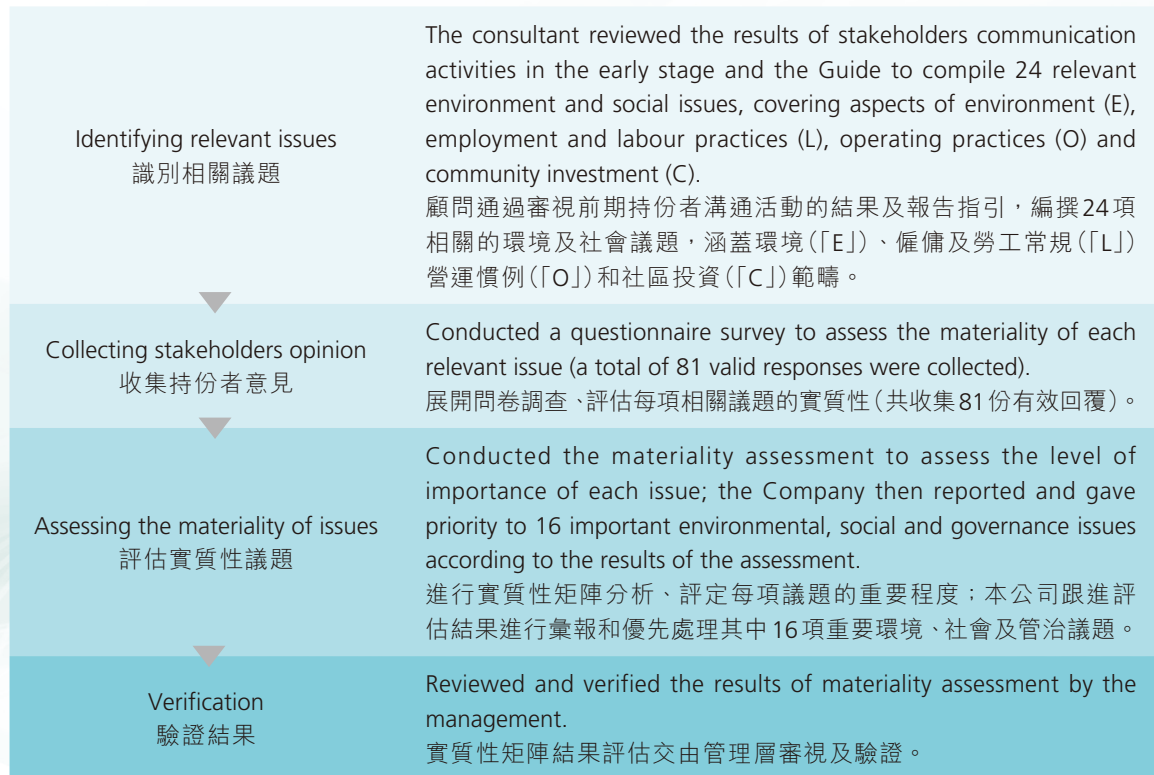 Identifying relevant issues
識別相關議題
The consultant reviewed the results of stakeholders communication
activities in the early stage and the Guide to compile 24 relevant
environment and social issues, covering aspects of environment (E),
employment and labour practices (L), operating practices (O) and
community investment (C).
顧問通過審視前期持份者溝通活動的結果及報告指引，編撰24項
相關的環境及社會議題，涵蓋環境（「E」）、僱傭及勞工常規（「L」）
營運慣例（「O」）和社區投資（「C」）範疇。
Collecting stakeholders opinion
收集持份者意見
Conducted a questionnaire survey to assess the materiality of each
relevant issue (a total of 81 valid responses were collected).
展開問卷調查、評估每項相關議題的實質性（共收集81份有效回覆）。
Assessing the materiality of issues
評估實質性議題
Conducted the materiality assessment to assess the level of
importance of each issue; the Company then reported and gave
priority to 16 important environmental, social and governance issues
according to the results of the assessment.
進行實質性矩陣分析、評定每項議題的重要程度；本公司跟進評
估結果進行彙報和優先處理其中16項重要環境、社會及管治議題。
Verification
驗證結果
Reviewed and verified the results of materiality assessment by the
management.
實質性矩陣結果評估交由管理層審視及驗證。